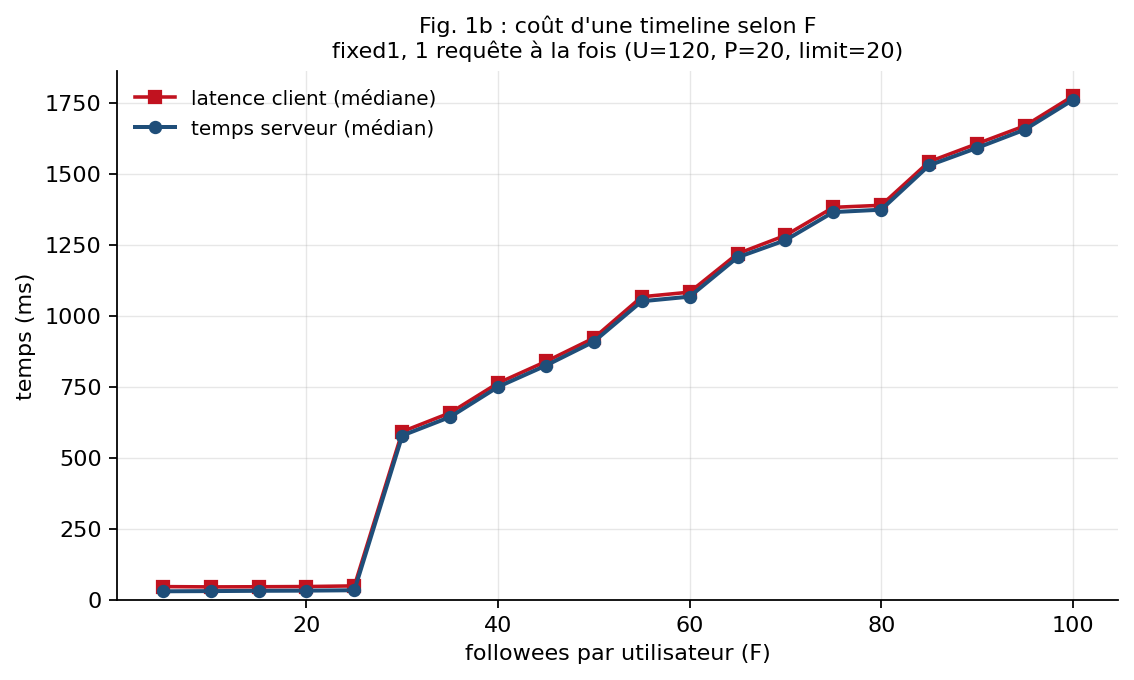 Fig. 1b : coût d'une timeline selon F
fixed1, 1 requête à la fois (U=120, P=20, limit=20)
latence client (médiane)
temps serveur (médian)
temps (ms)
1750
1500
1250
1000
750
500
250
0
20
40
60
80
100
followees par utilisateur (F)